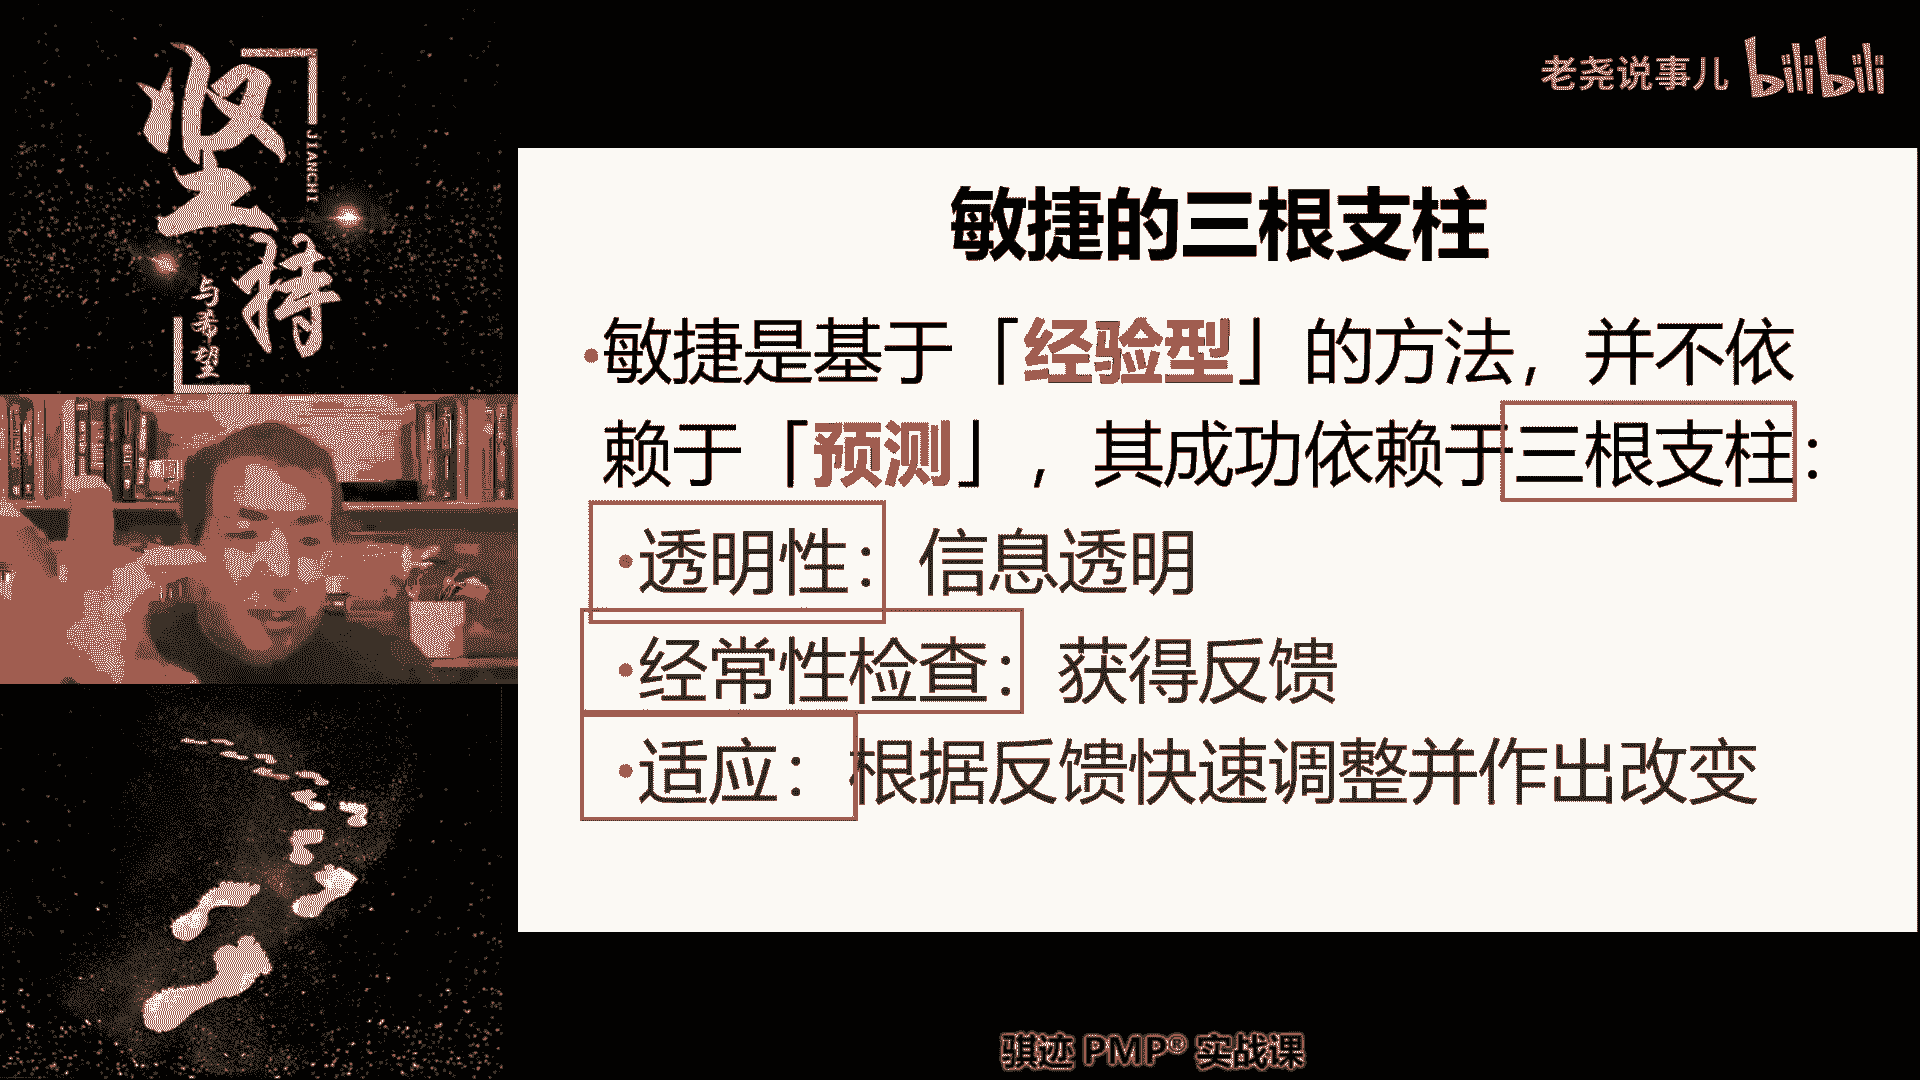 坚持
JIANCHI
与希望
老尧说事儿 bilibili
敏捷的三根支柱
•敏捷是基于「经验型」的方法，并不依
赖于「预测」，其成功依赖于三根支柱：
•透明性：信息透明
•经常性检查：获得反馈
•适应：根据反馈快速调整并作出改变
骐迹 PMP® 实战课